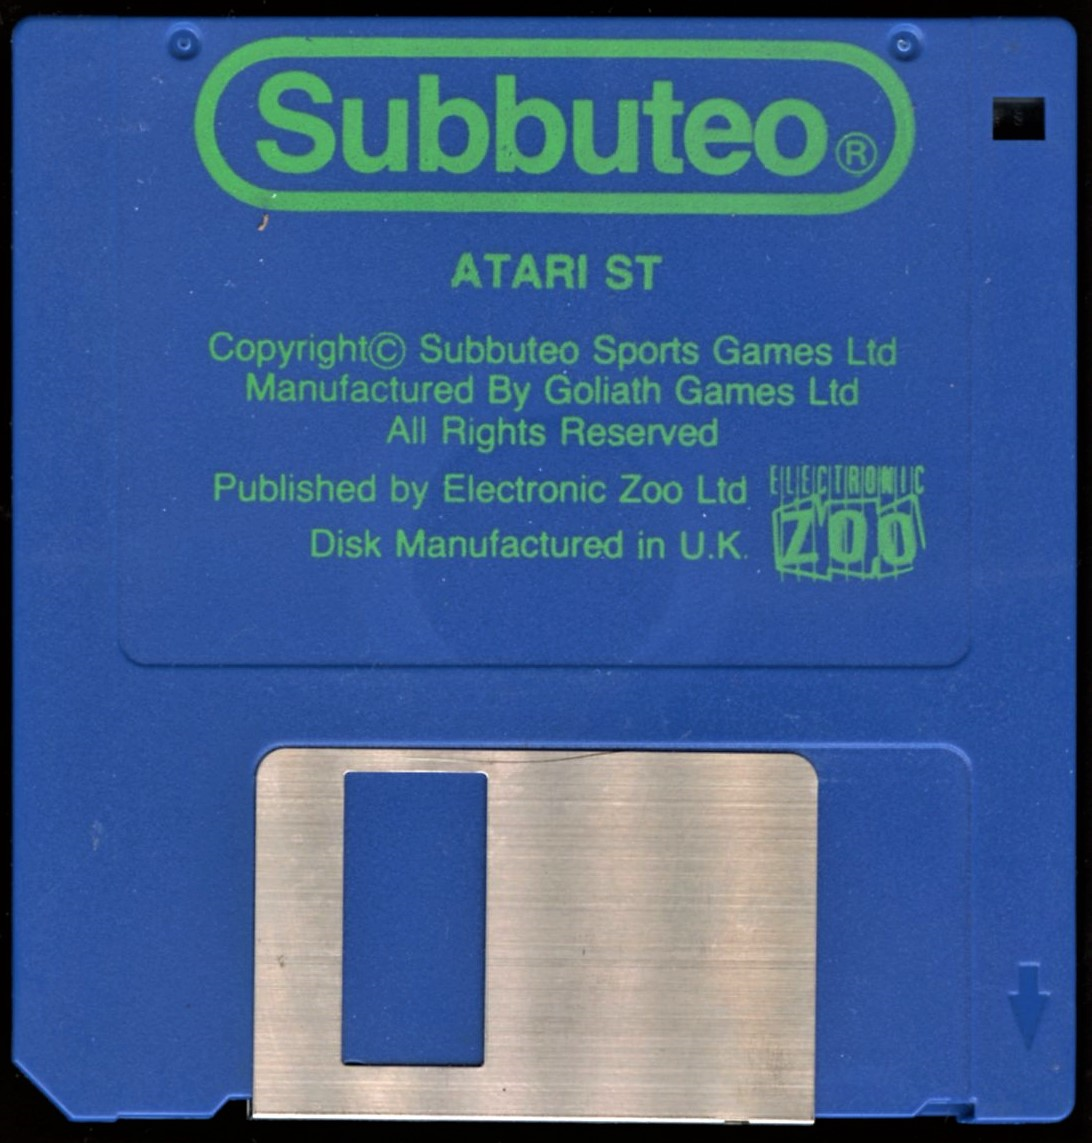 Subbuteo®
ATARI ST
Copyright© Subbuteo Sports Games Ltd
Manufactured By Goliath Games Ltd
All Rights Reserved
Published by Electronic Zoo Ltd
ELECTRONIC
ZOO
Disk Manufactured in U.K.